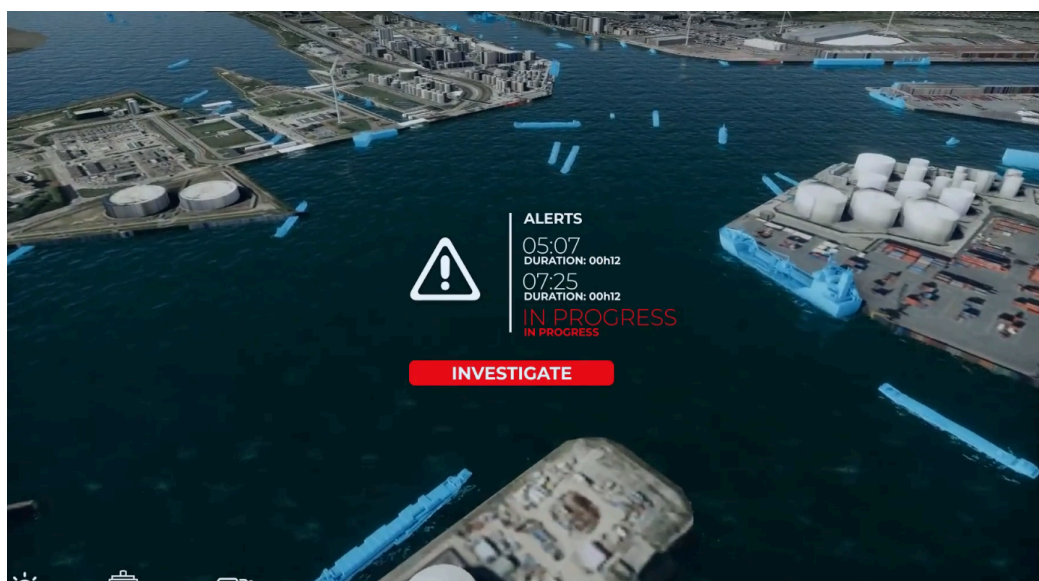 ALERTS
05:07
DURATION: 00h12
07:25
DURATION: 00h12
IN PROGRESS
IN PROGRESS
INVESTIGATE